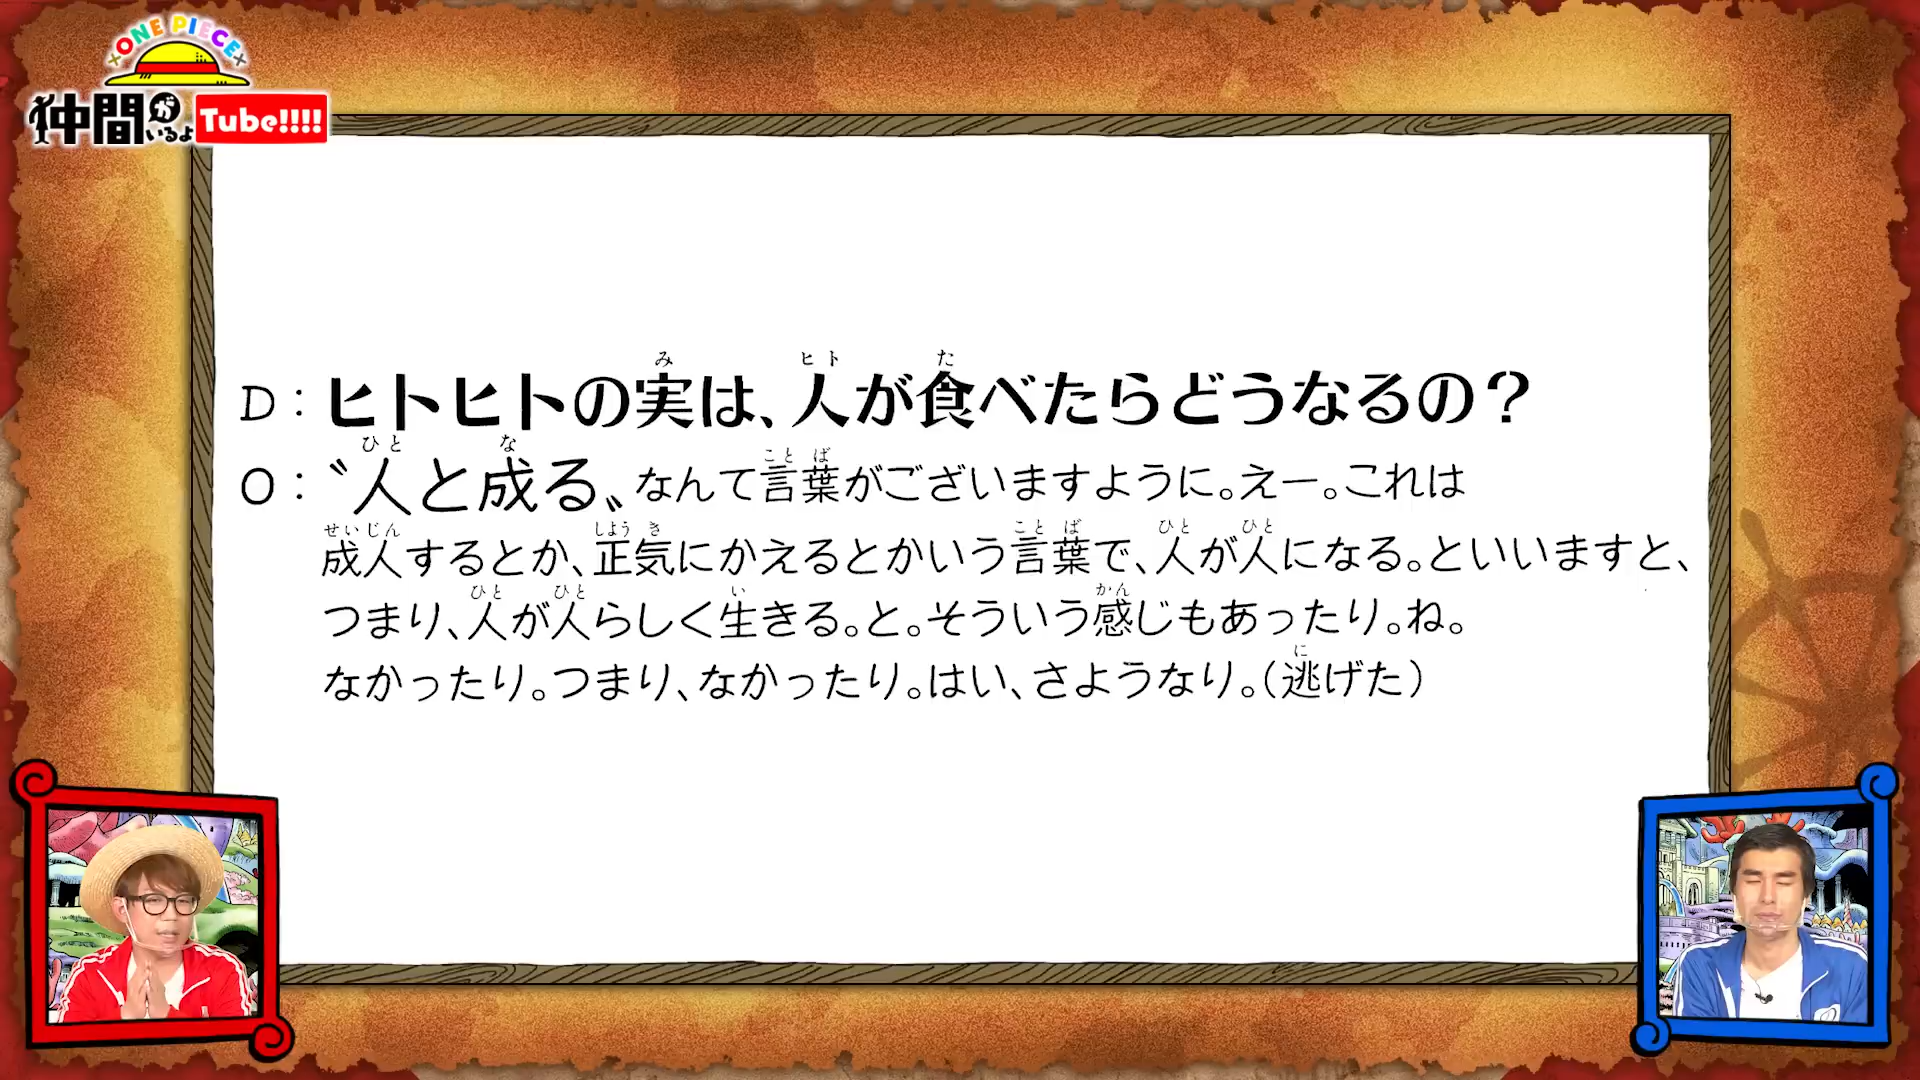 ONE PIECE
仲間がいるよTube!!!!
D：ヒトヒトの実は、人が食べたらどうなるの？
O：〝人と成る〟なんて言葉がございますように。えー。これは
成人するとか、正気にかえるとかいう言葉で、人が人になる。といいますと、
つまり、人が人らしく生きる。と。そういう感じもあったり。ね。
なかったり。つまり、なかったり。はい、さようなり。（逃げた）